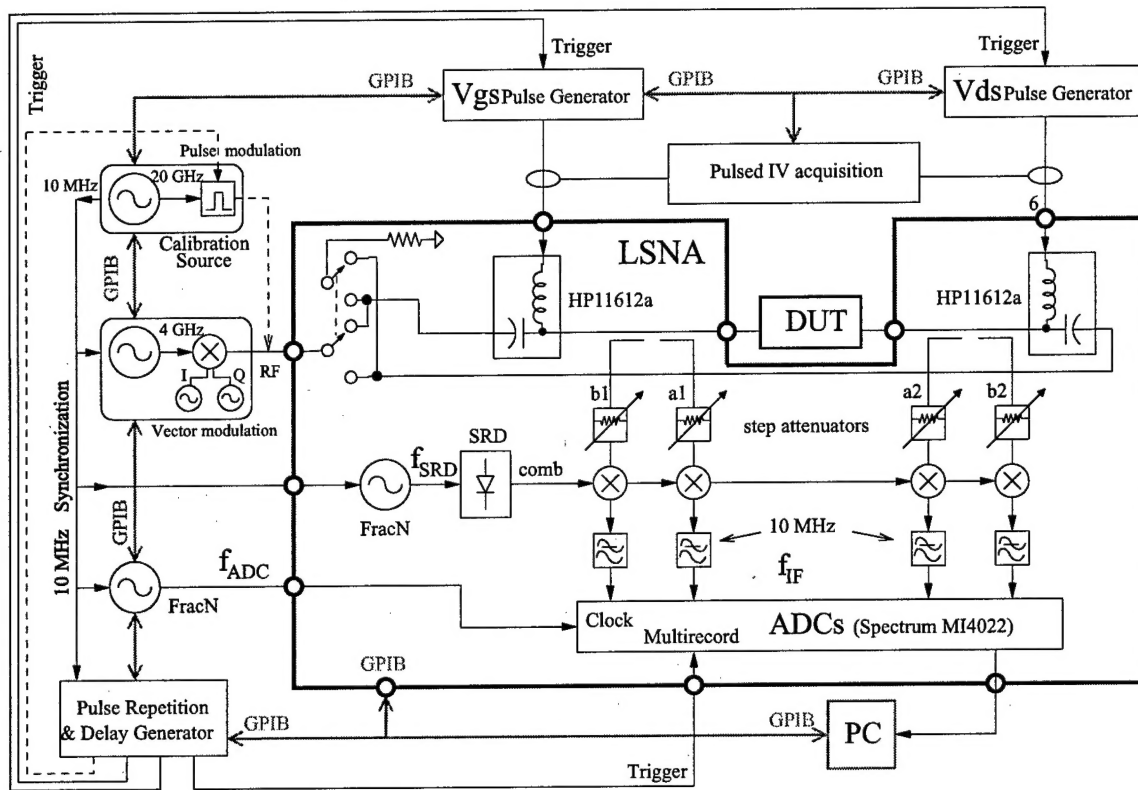 Trigger
Trigger
Trigger
GPIB
GPIB
GPIB
Vgs Pulse Generator
Vds Pulse Generator
Pulse modulation
10 MHz
20 GHz
Pulsed IV acquisition
6
Calibration
Source
LSNA
GPIB
HP11612a
HP11612a
DUT
4 GHz
I
Q
RF
Vector modulation
b1
a1
a2
b2
step attenuators
10 MHz Synchronization
fSRD
SRD
comb
FracN
GPIB
10 MHz
fADC
fIF
FracN
Clock
ADCs (Spectrum MI4022)
Multirecord
GPIB
Pulse Repetition
& Delay Generator
GPIB
GPIB
PC
Trigger